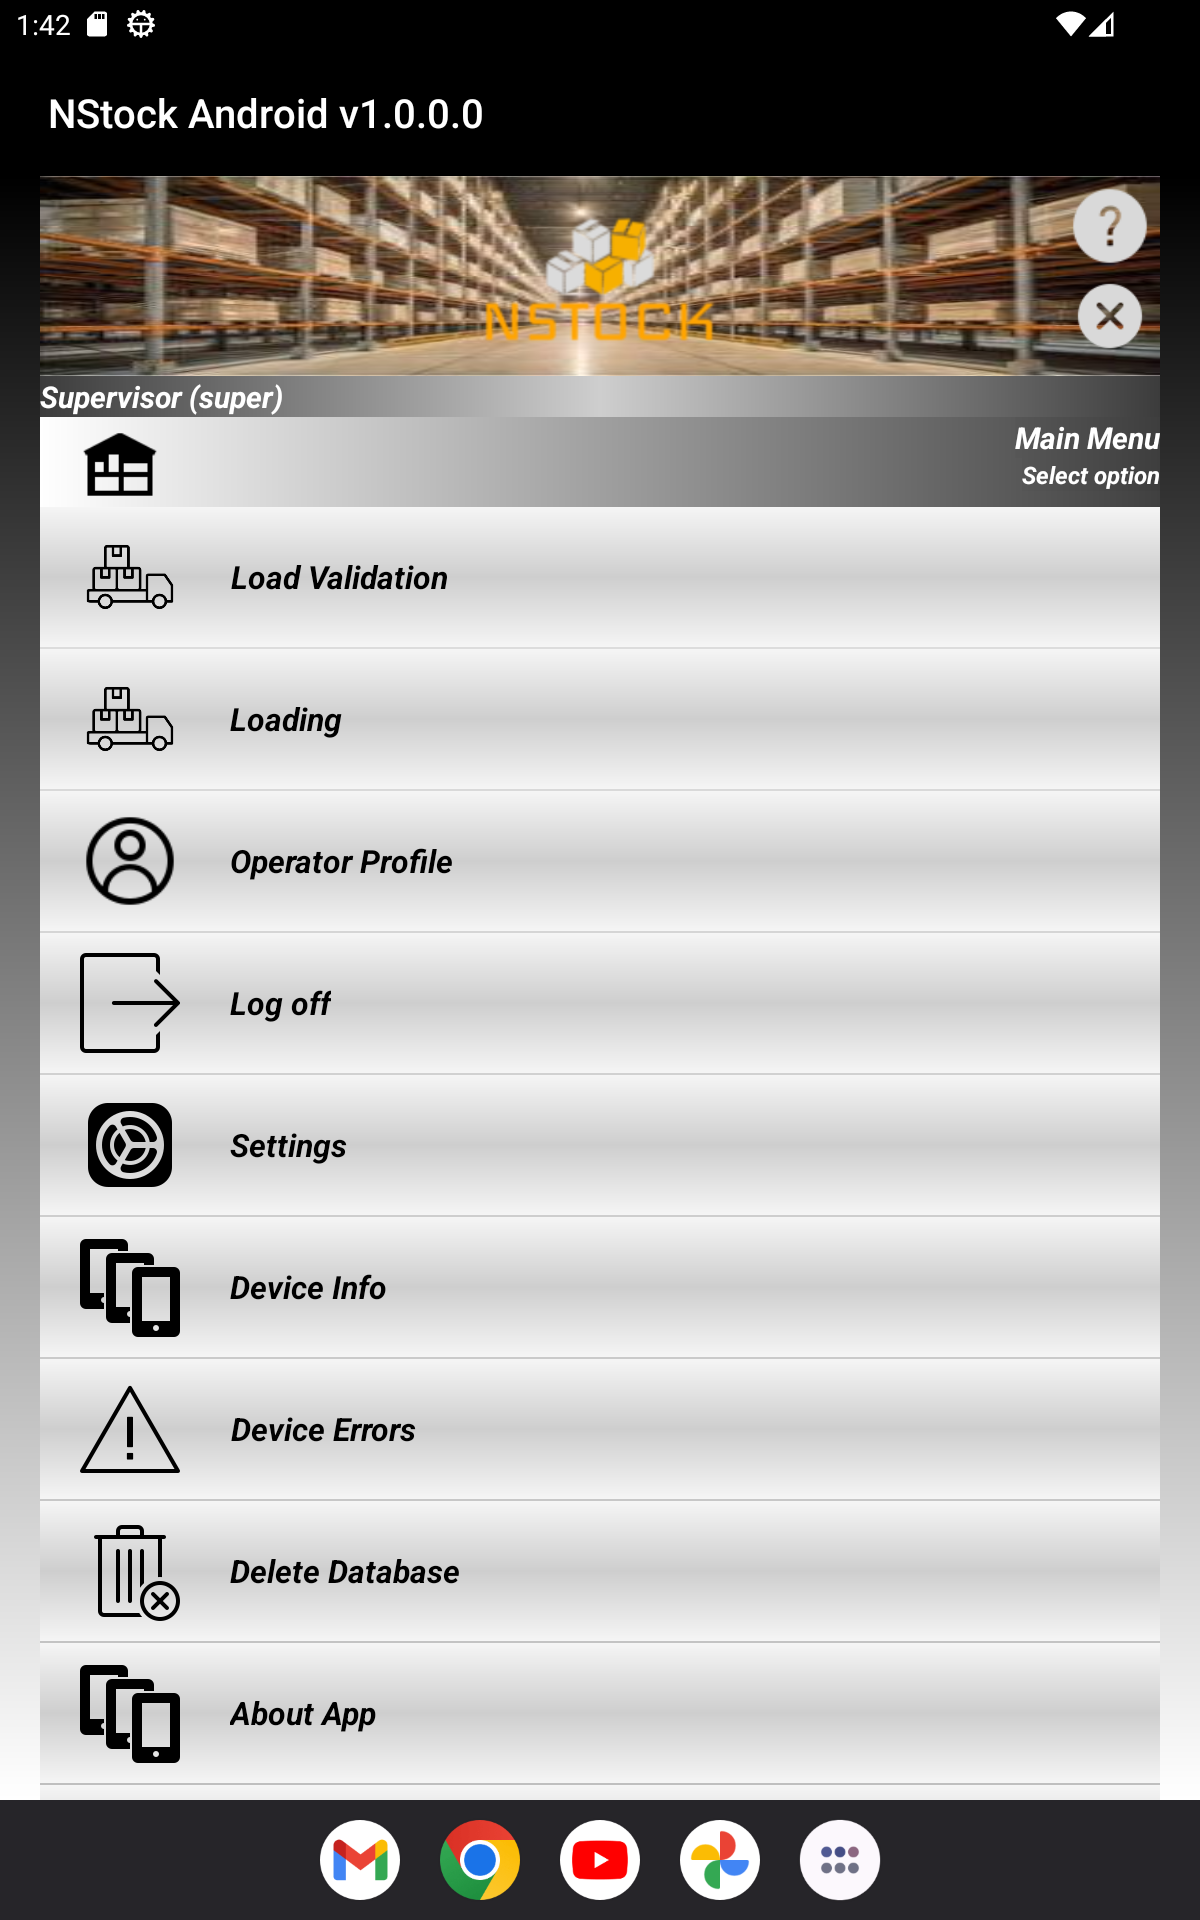 1:42
NStock Android v1.0.0.0
?
NSTOCK
Supervisor (super)
Main Menu
Select option
Load Validation
Loading
Operator Profile
Log off
Settings
Device Info
Device Errors
Delete Database
About App